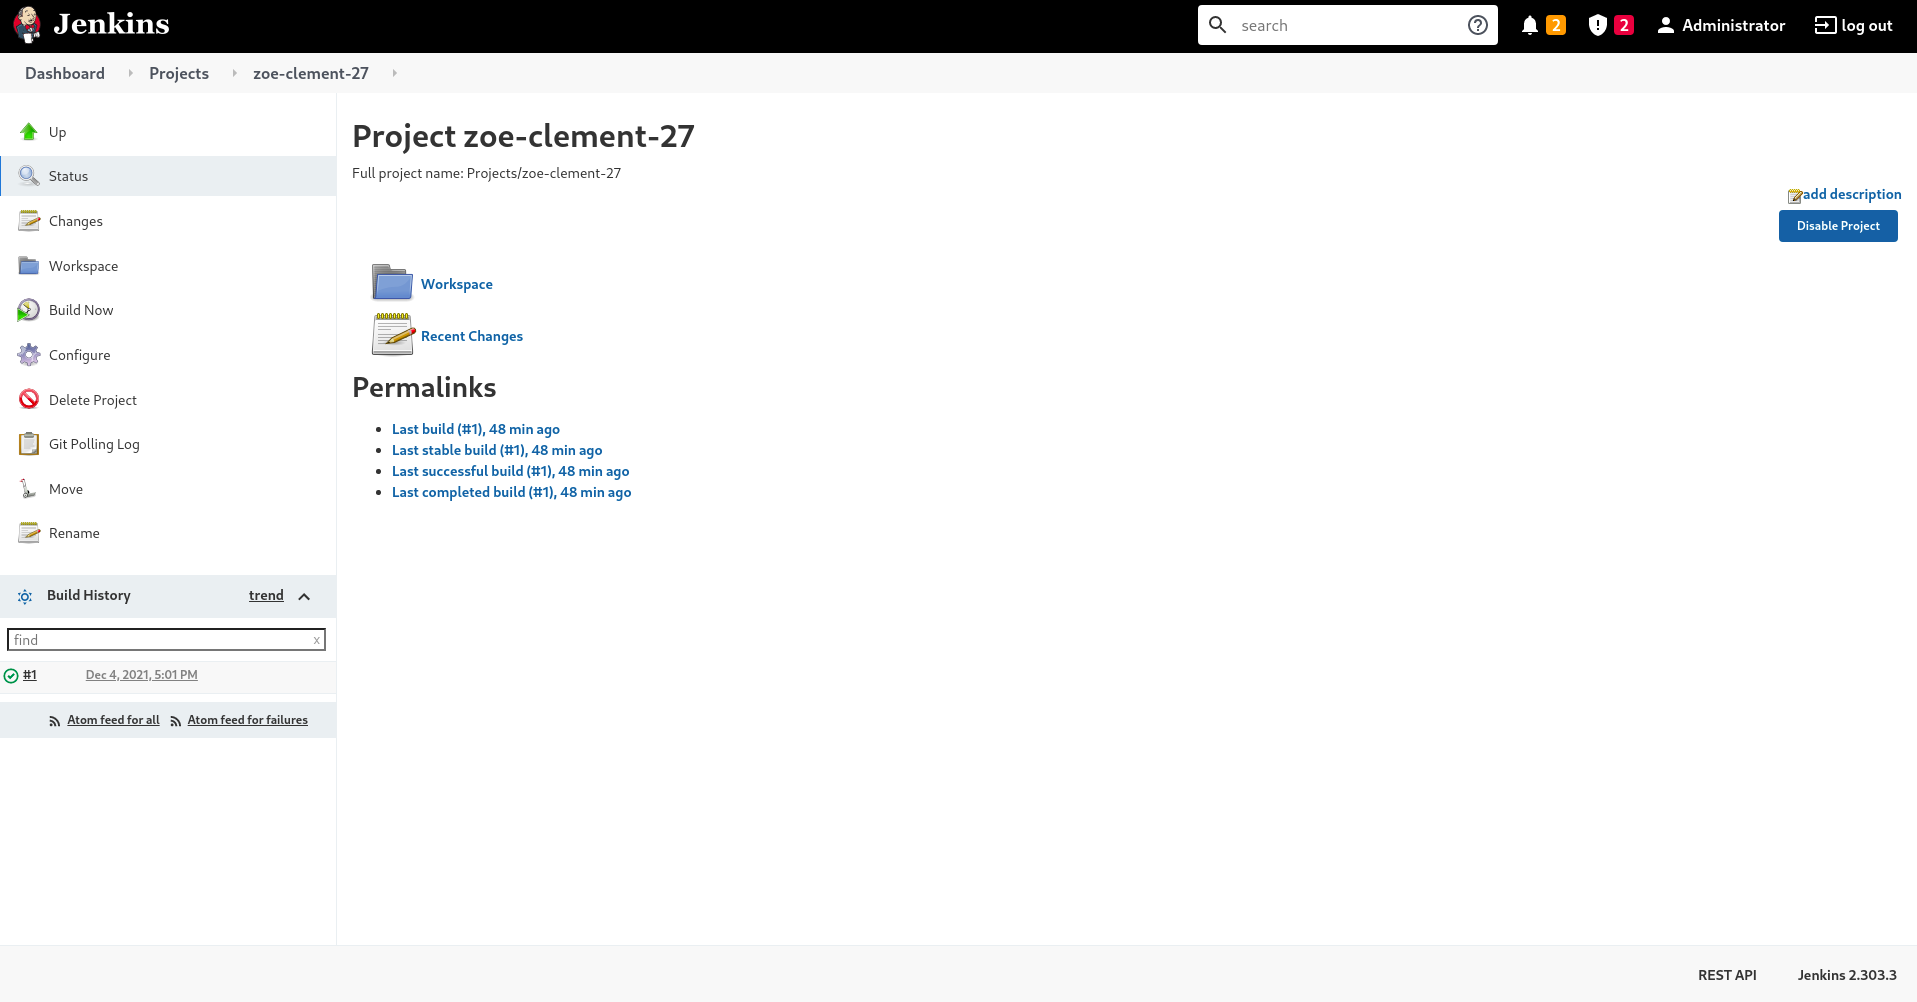 Jenkins
search
2
2
Administrator
log out
Dashboard
Projects
zoe-clement-27
Up
Status
Changes
Workspace
Build Now
Configure
Delete Project
Git Polling Log
Move
Rename
Build History
trend
find
x
#1
Dec 4, 2021, 5:01 PM
Atom feed for all
Atom feed for failures
Project zoe-clement-27
Full project name: Projects/zoe-clement-27
add description
Disable Project
Workspace
Recent Changes
Permalinks
Last build (#1), 48 min ago
Last stable build (#1), 48 min ago
Last successful build (#1), 48 min ago
Last completed build (#1), 48 min ago
REST API
Jenkins 2.303.3